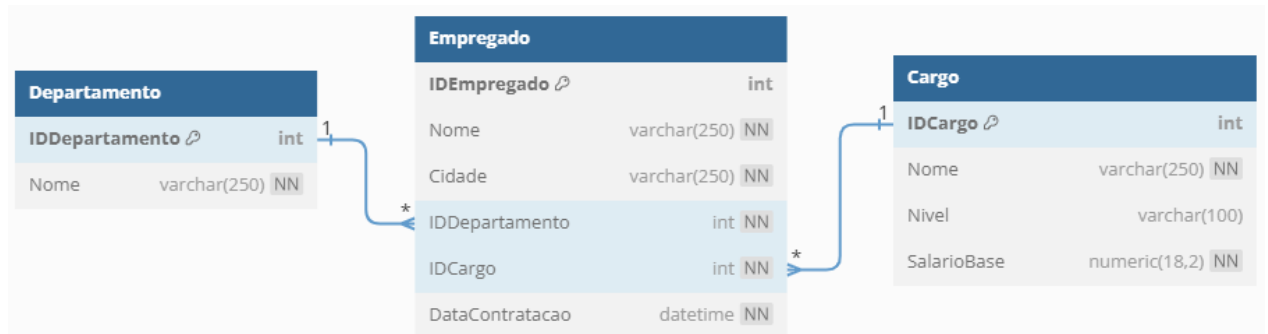 Departamento
IDDepartamento int
Nome varchar(250) NN
1
*
Empregado
IDEmpregado int
Nome varchar(250) NN
Cidade varchar(250) NN
IDDepartamento int NN
IDCargo int NN
DataContratacao datetime NN
*
1
Cargo
IDCargo int
Nome varchar(250) NN
Nivel varchar(100)
SalarioBase numeric(18,2) NN